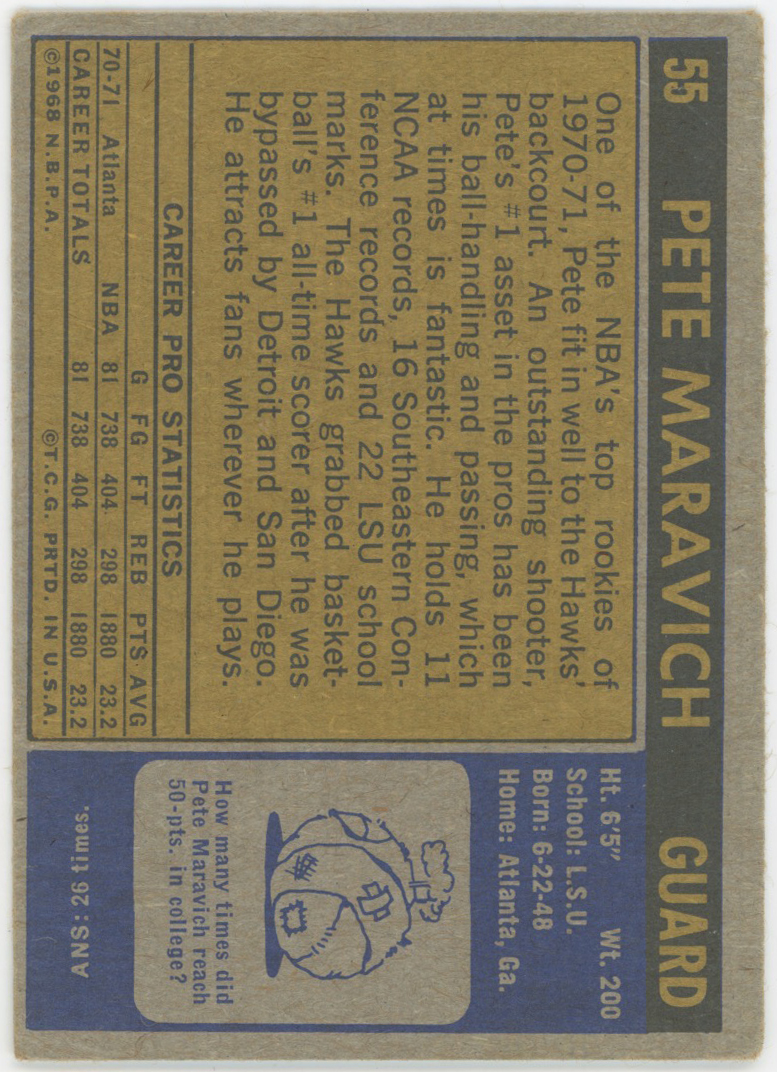 55 PETE MARAVICH GUARD
One of the NBA's top rookies of
1970-71, Pete fit in well to the Hawks'
backcourt. An outstanding shooter,
Pete's #1 asset in the pros has been
his ball-handling and passing, which
at times is fantastic. He holds 11
NCAA records, 16 Southeastern Con-
ference records and 22 LSU school
marks. The Hawks grabbed basket-
ball's #1 all-time scorer after he was
bypassed by Detroit and San Diego.
He attracts fans wherever he plays.
CAREER PRO STATISTICS
G FG FT REB PTS AVG
70-71 Atlanta NBA 81 738 404 298 1880 23.2
CAREER TOTALS 81 738 404 298 1880 23.2
©1968 N.B.P.A. ©T.C.G. PRTD. IN U.S.A.
Ht. 6'5" Wt. 200
School: L.S.U.
Born: 6-22-48
Home: Atlanta, Ga.
How many times did
Pete Maravich reach
50-pts. in college?
ANS: 26 times.